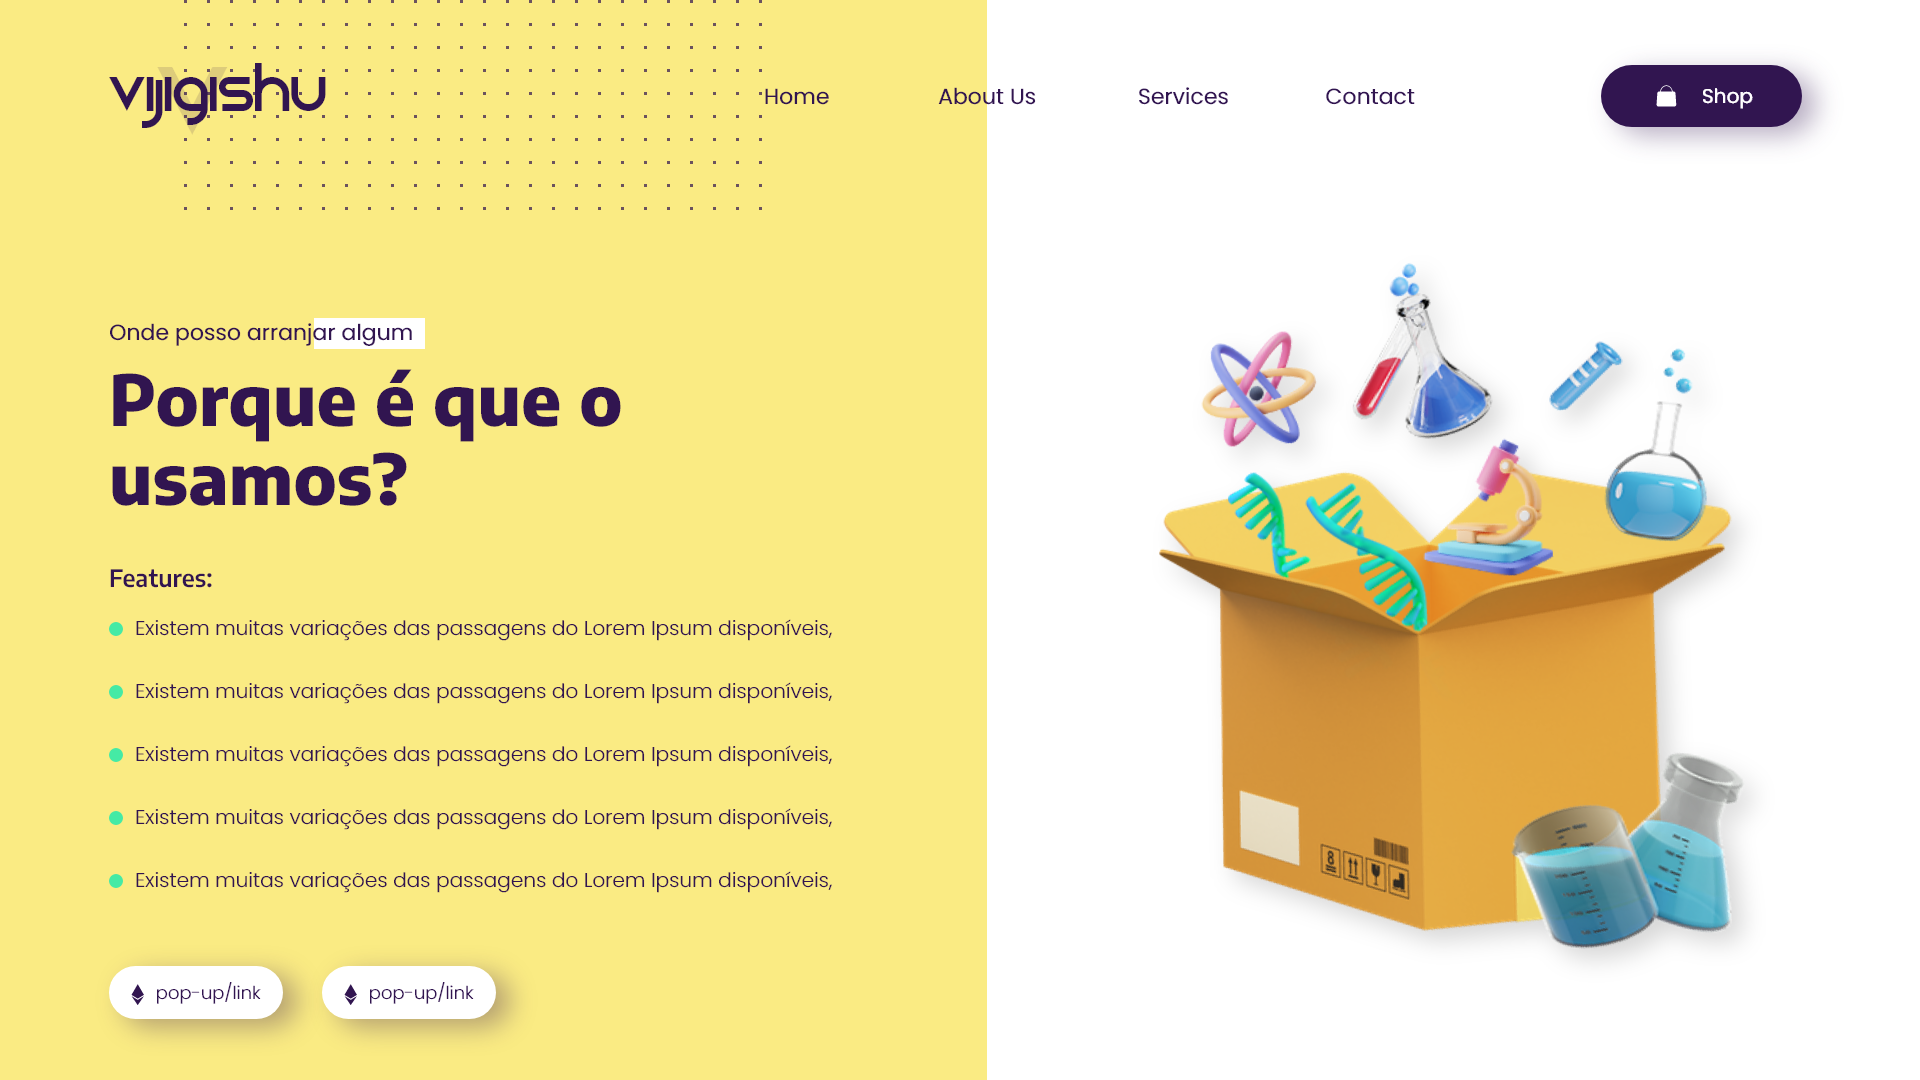 vijigishu
Home
About Us
Services
Contact
Shop
Onde posso arranjar algum
Porque é que o
usamos?
Features:
Existem muitas variações das passagens do Lorem Ipsum disponíveis,
Existem muitas variações das passagens do Lorem Ipsum disponíveis,
Existem muitas variações das passagens do Lorem Ipsum disponíveis,
Existem muitas variações das passagens do Lorem Ipsum disponíveis,
Existem muitas variações das passagens do Lorem Ipsum disponíveis,
pop-up/link
pop-up/link